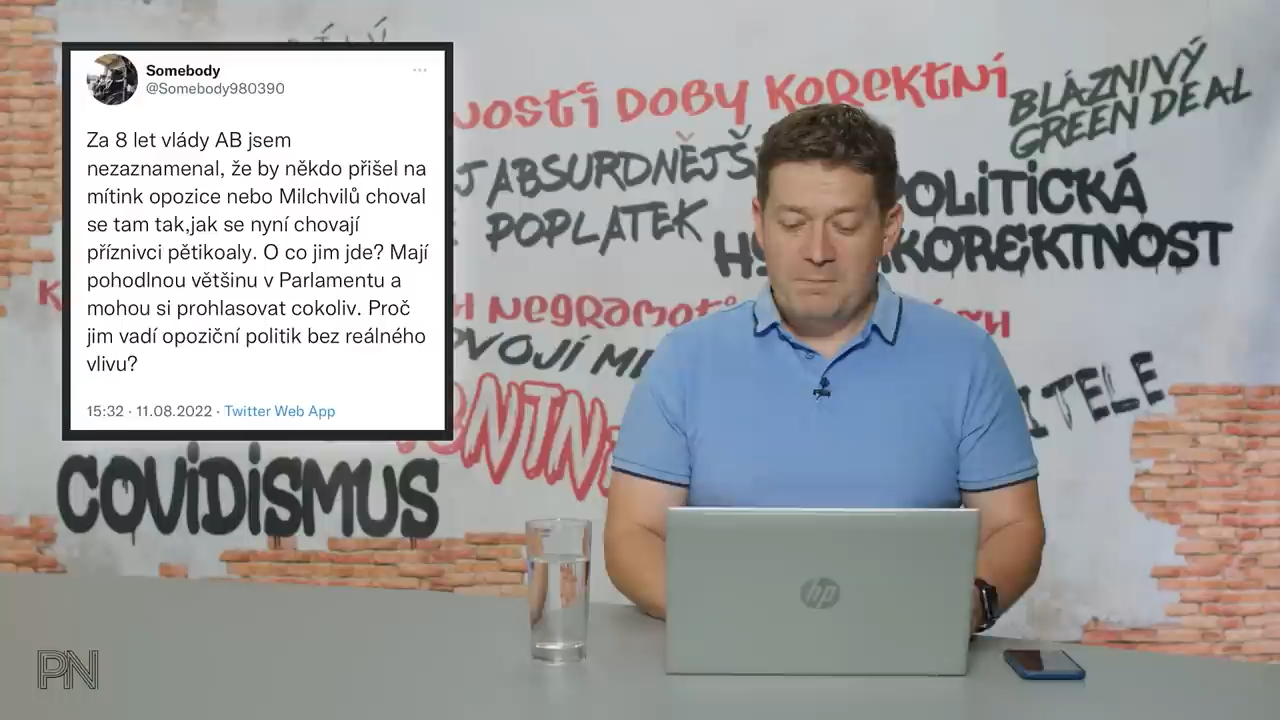 Somebody
@Somebody980390
Za 8 let vlády AB jsem
nezaznamenal, že by někdo přišel na
mítink opozice nebo Milchvilů choval
se tam tak,jak se nyní chovají
příznivci pětikoaly. O co jim jde? Mají
pohodlnou většinu v Parlamentu a
mohou si prohlasovat cokoliv. Proč
jim vadí opoziční politik bez reálného
vlivu?
15:32 · 11.08.2022 · Twitter Web App
DOBY KOREKTNÍ
BLÁZNIVÝ
GREEN DEAL
POPLATEK
POLITICKÁ
KOREKTNOST
COVIDISMUS
hp
PN